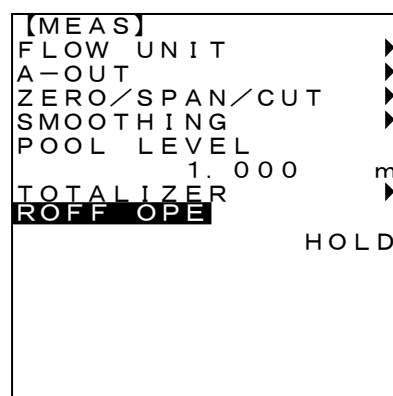 【MEAS】
FLOW UNIT ▶
A-OUT ▶
ZERO/SPAN/CUT ▶
SMOOTHING ▶
POOL LEVEL
1. 000 m
TOTALIZER ▶
ROFF OPE
HOLD